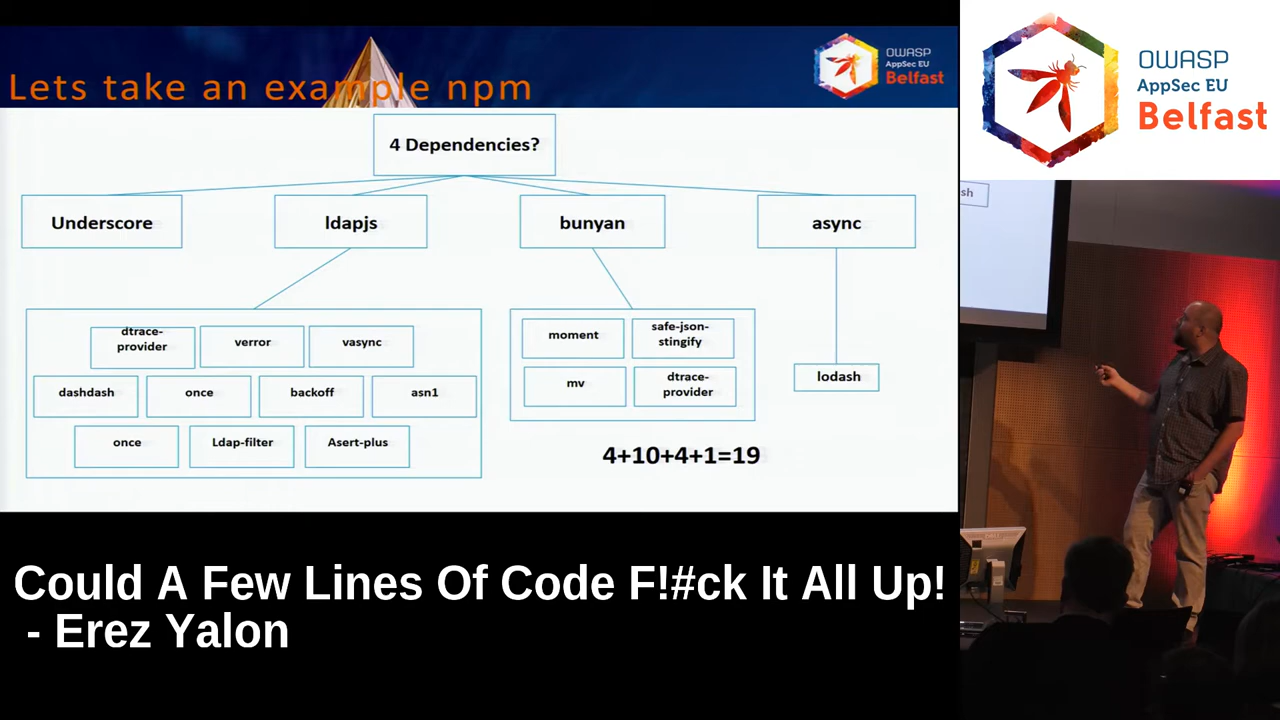 Lets take an example npm
OWASP
AppSec EU
Belfast
OWASP
AppSec EU
Belfast
4 Dependencies?
Underscore
ldapjs
bunyan
async
sh
dtrace-
provider
verror
vasync
dashdash
once
backoff
asn1
once
Ldap-filter
Asert-plus
moment
safe-json-
stingify
mv
dtrace-
provider
lodash
4+10+4+1=19
Could A Few Lines Of Code F!#ck It All Up!
- Erez Yalon